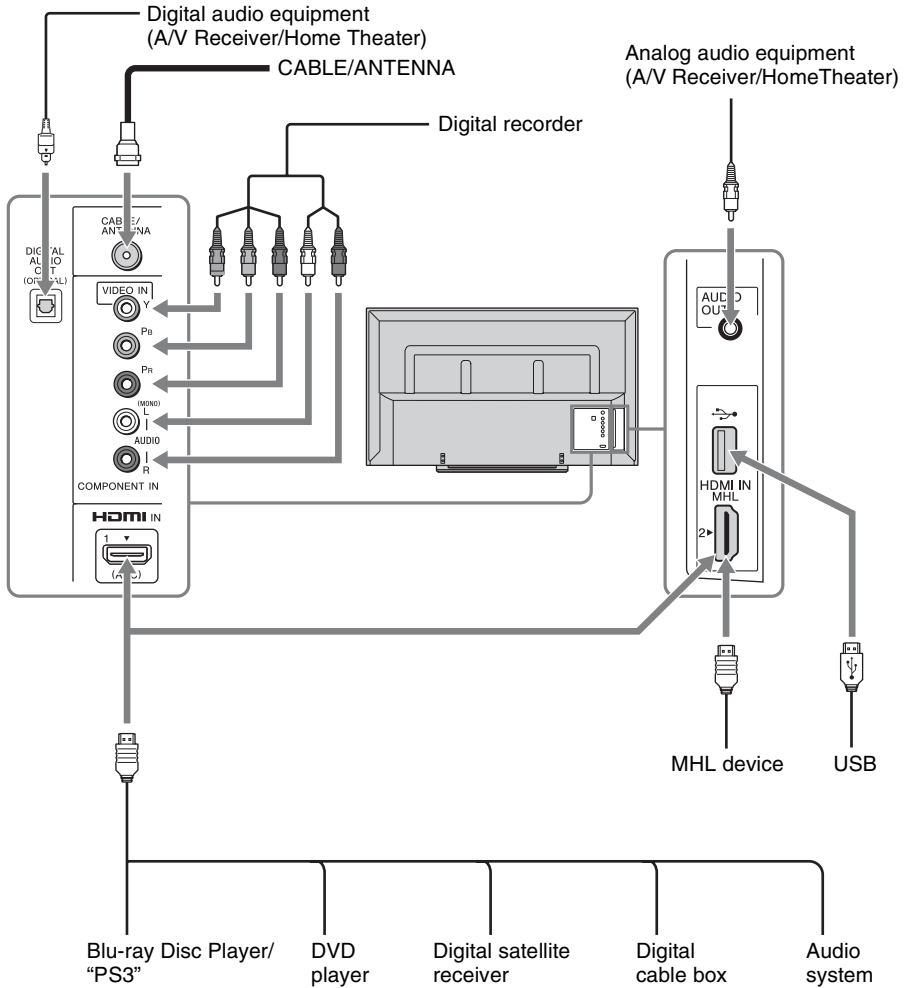 Digital audio equipment
(A/V Receiver/Home Theater)
CABLE/ANTENNA
Digital recorder
Analog audio equipment
(A/V Receiver/HomeTheater)
CABLE/
ANTENNA
DIGITAL
AUDIO
OUT
(OPTICAL)
VIDEO IN
Y
PB
PR
(MONO)
L
AUDIO
R
COMPONENT IN
HDMI IN
1
(ARC)
AUDIO
OUT
HDMI IN
MHL
2
MHL device
USB
Blu-ray Disc Player/
“PS3”
DVD
player
Digital satellite
receiver
Digital
cable box
Audio
system